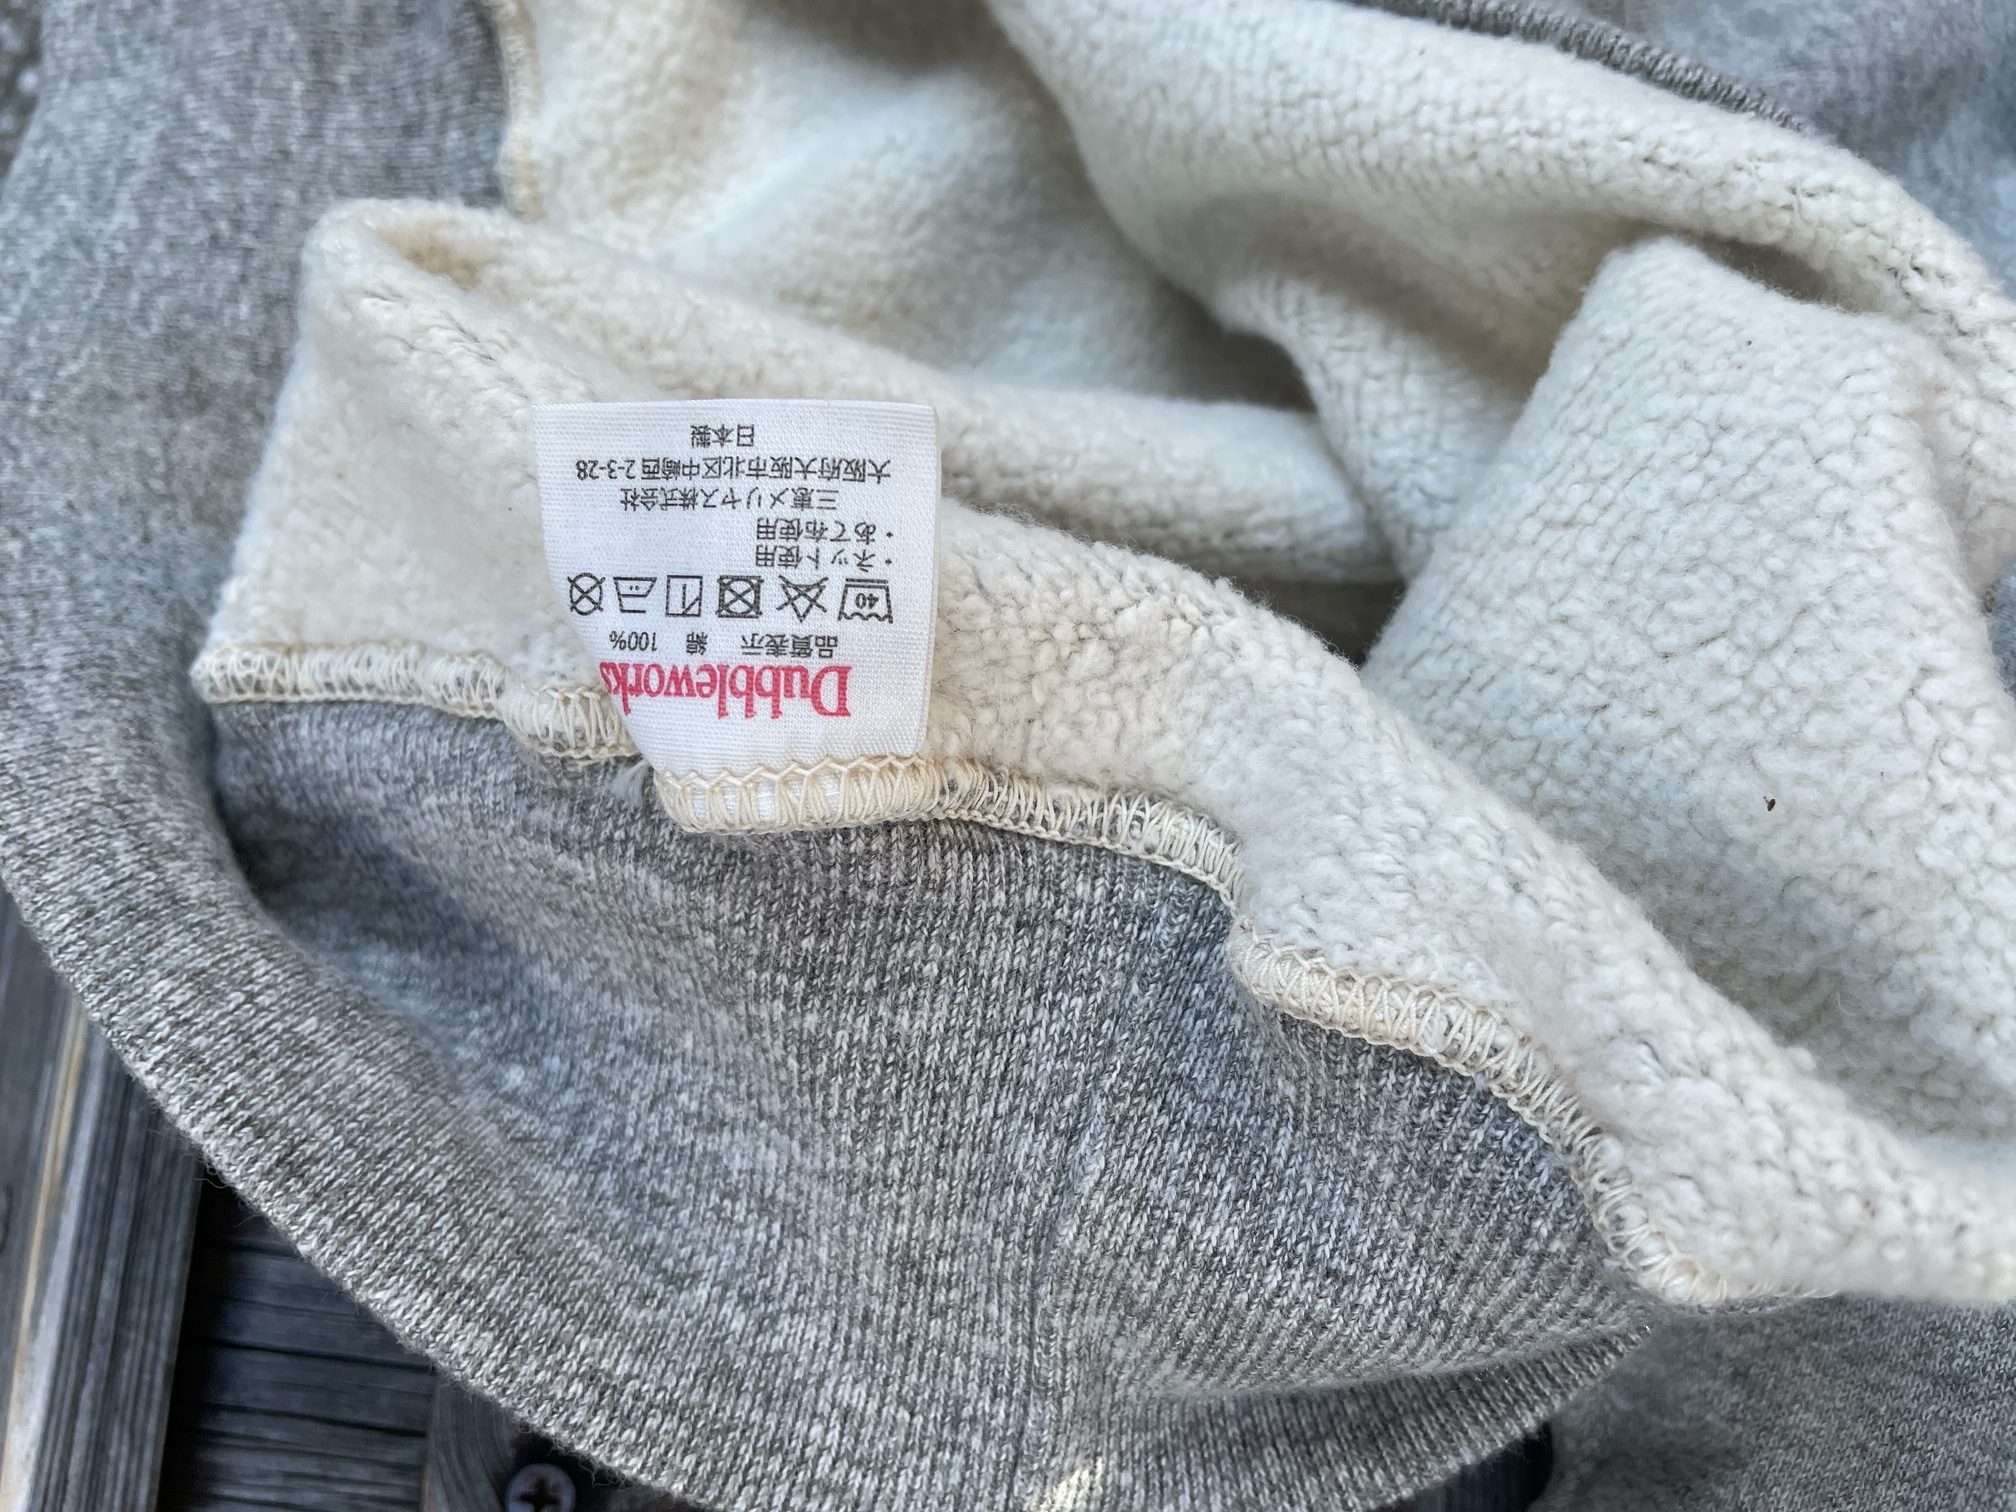 Dubbleworks
品質表示 綿 100%
40
・ネット使用
・あて布使用
三恵メリヤス株式会社
大阪府大阪市北区中崎西2-3-28
日本製